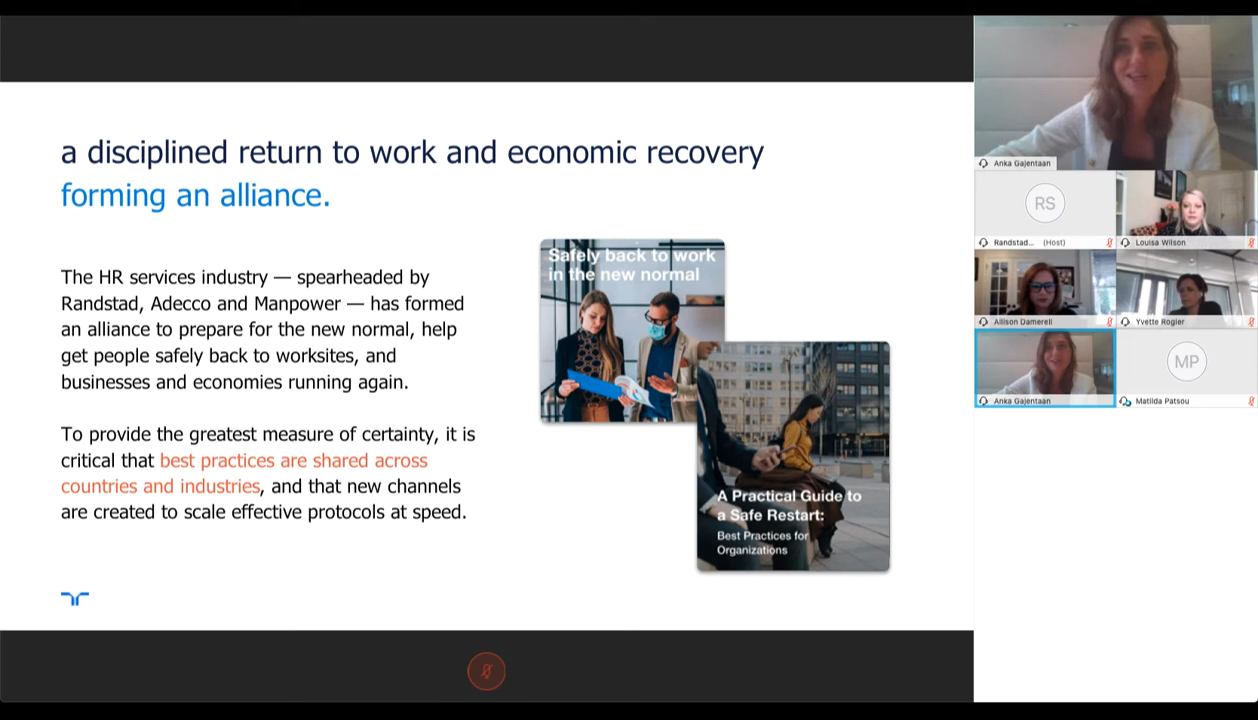 a disciplined return to work and economic recovery
forming an alliance.
The HR services industry — spearheaded by
Randstad, Adecco and Manpower — has formed
an alliance to prepare for the new normal, help
get people safely back to worksites, and
businesses and economies running again.
To provide the greatest measure of certainty, it is
critical that best practices are shared across
countries and industries, and that new channels
are created to scale effective protocols at speed.
Safely back to work
in the new normal
A Practical Guide to
a Safe Restart:
Best Practices for
Organizations
Anka Gajentaan
RS
Randstad... (Host)
Louisa Wilson
Allison Damerell
Yvette Rogier
Anka Gajentaan
MP
Matilda Patsou